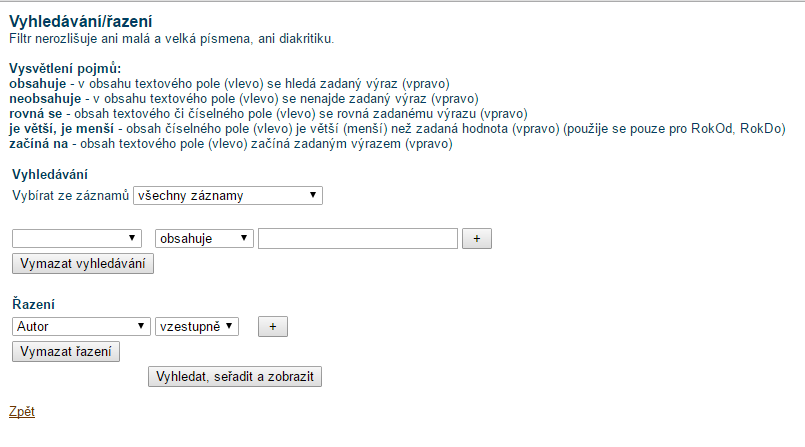 Vyhledávání/řazení
Filtr nerozlišuje ani malá a velká písmena, ani diakritiku.
Vysvětlení pojmů:
obsahuje - v obsahu textového pole (vlevo) se hledá zadaný výraz (vpravo)
neobsahuje - v obsahu textového pole (vlevo) se nenajde zadaný výraz (vpravo)
rovná se - obsah textového či číselného pole (vlevo) se rovná zadanému výrazu (vpravo)
je větší, je menší - obsah číselného pole (vlevo) je větší (menší) než zadaná hodnota (vpravo) (použije se pouze pro RokOd, RokDo)
začíná na - obsah textového pole (vlevo) začíná zadaným výrazem (vpravo)
Vyhledávání
Vybírat ze záznamů všechny záznamy
obsahuje +
Vymazat vyhledávání
Řazení
Autor vzestupně +
Vymazat řazení
Vyhledat, seřadit a zobrazit
Zpět